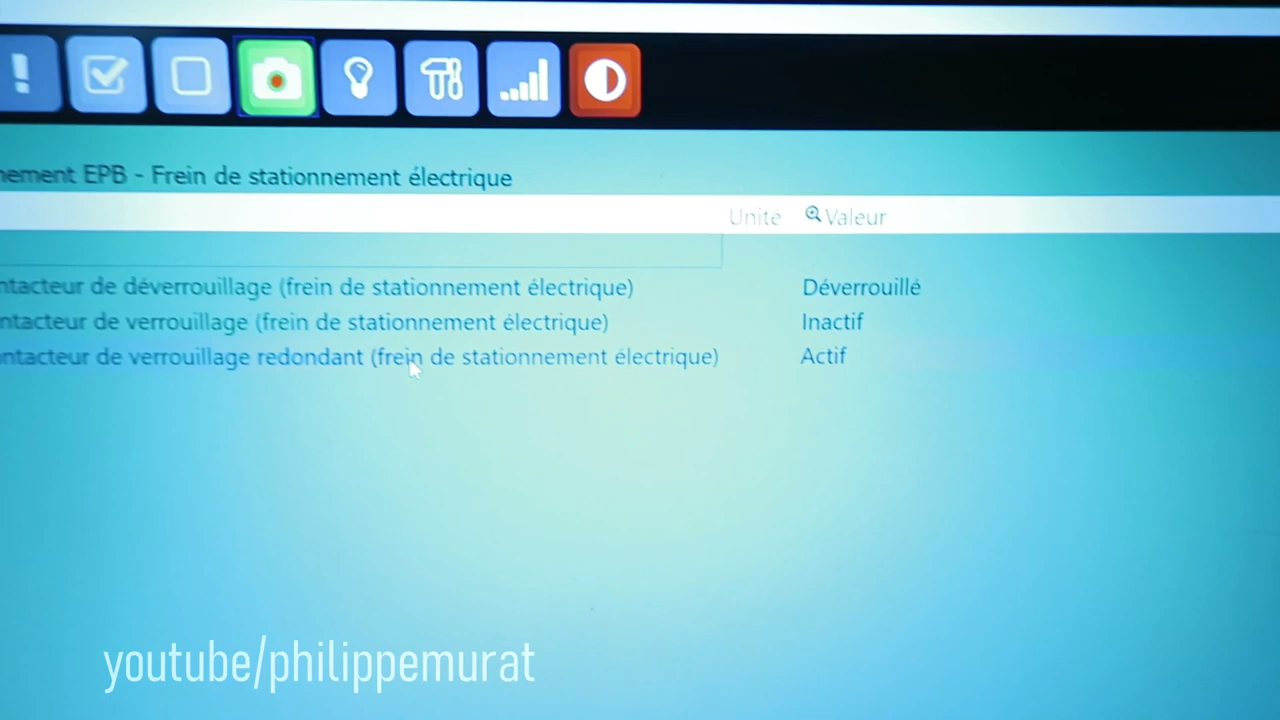 nement EPB - Frein de stationnement électrique
Unité Valeur
ntacteur de déverrouillage (frein de stationnement électrique) Déverrouillé
ntacteur de verrouillage (frein de stationnement électrique) Inactif
ontacteur de verrouillage redondant (frein de stationnement électrique) Actif
youtube/philippemurat